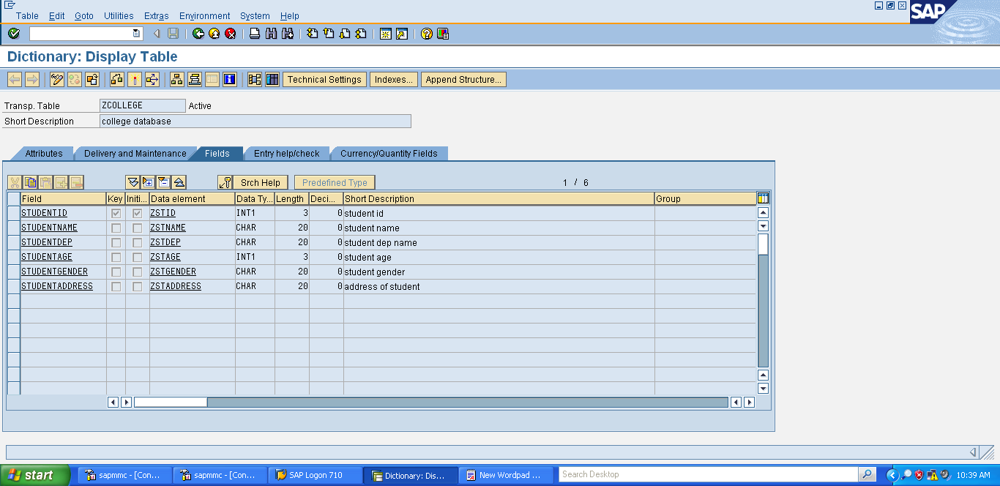 Table Edit Goto Utilities Extras Environment System Help
SAP
Dictionary: Display Table
Technical Settings Indexes... Append Structure...
Transp. Table ZCOLLEGE Active
Short Description college database
Attributes Delivery and Maintenance Fields Entry help/check Currency/Quantity Fields
Srch Help Predefined Type 1 / 6
Field Key Initi... Data element Data Ty... Length Deci... Short Description Group
STUDENTID ZSTID INT1 3 0 student id
STUDENTNAME ZSTNAME CHAR 20 0 student name
STUDENTDEP ZSTDEP CHAR 20 0 student dep name
STUDENTAGE ZSTAGE INT1 3 0 student age
STUDENTGENDER ZSTGENDER CHAR 20 0 student gender
STUDENTADDRESS ZSTADDRESS CHAR 20 0 address of student
start sapmmc - [Con... sapmmc - [Con... SAP Logon 710 Dictionary: Dis... New Wordpad ... Search Desktop 10:39 AM